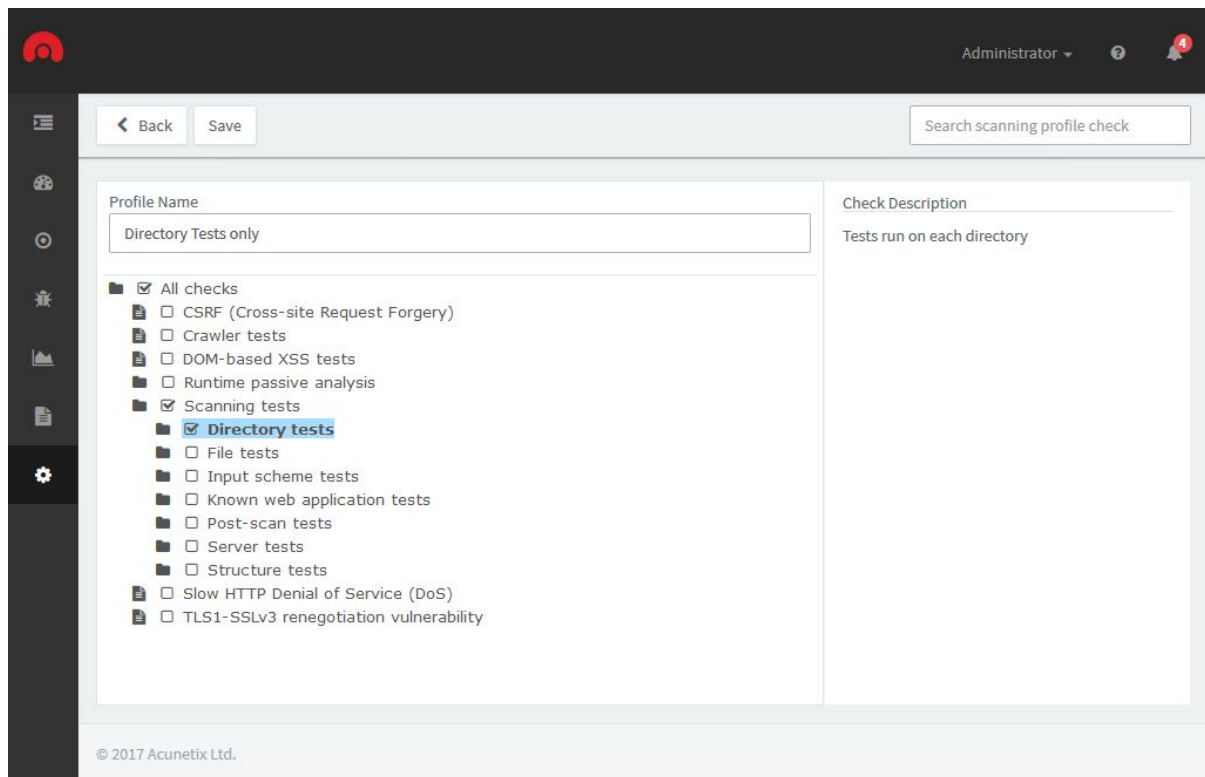 Administrator
4
Back
Save
Search scanning profile check
Profile Name
Directory Tests only
All checks
CSRF (Cross-site Request Forgery)
Crawler tests
DOM-based XSS tests
Runtime passive analysis
Scanning tests
Directory tests
File tests
Input scheme tests
Known web application tests
Post-scan tests
Server tests
Structure tests
Slow HTTP Denial of Service (DoS)
TLS1-SSLv3 renegotiation vulnerability
Check Description
Tests run on each directory
© 2017 Acunetix Ltd.